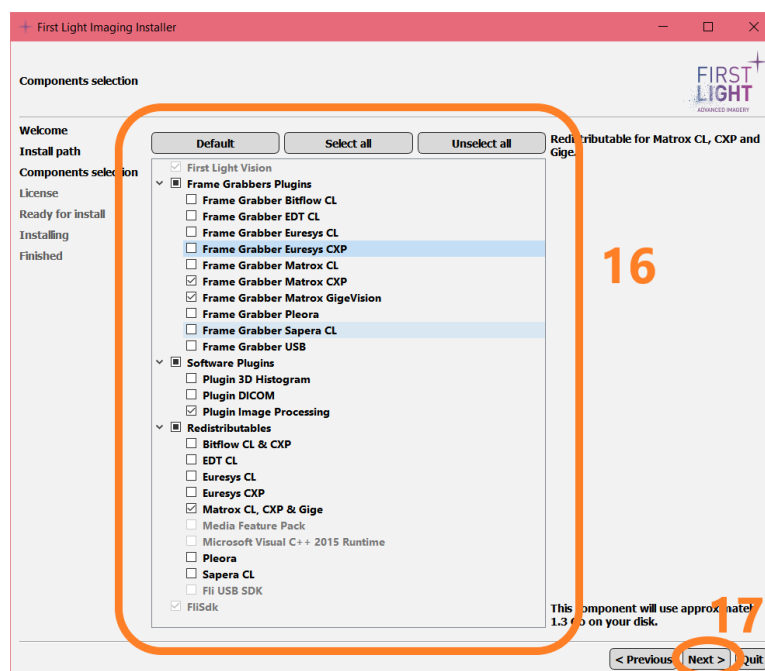 First Light Imaging Installer
Components selection
FIRST
LIGHT
ADVANCED IMAGERY
Welcome
Install path
Components selection
License
Ready for install
Installing
Finished
Default
Select all
Unselect all
First Light Vision
Frame Grabbers Plugins
Frame Grabber Bitflow CL
Frame Grabber EDT CL
Frame Grabber Euresys CL
Frame Grabber Euresys CXP
Frame Grabber Matrox CL
Frame Grabber Matrox CXP
Frame Grabber Matrox GigeVision
Frame Grabber Pleora
Frame Grabber Sapera CL
Frame Grabber USB
Software Plugins
Plugin 3D Histogram
Plugin DICOM
Plugin Image Processing
Redistributables
Bitflow CL & CXP
EDT CL
Euresys CL
Euresys CXP
Matrox CL, CXP & Gige
Media Feature Pack
Microsoft Visual C++ 2015 Runtime
Pleora
Sapera CL
Fli USB SDK
FliSdk
Redistributable for Matrox CL, CXP and
Gige.
16
This component will use approximate
1.3 Go on your disk.
17
< Previous
Next >
Quit